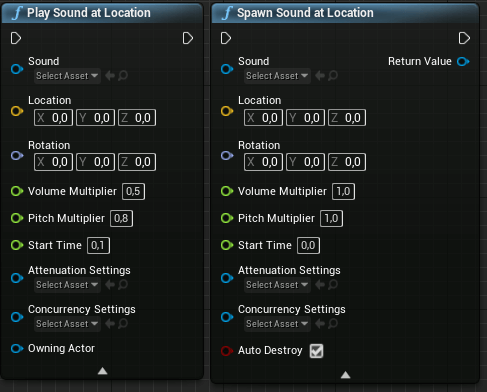 Play Sound at Location
Sound
Select Asset
Location
X 0,0 Y 0,0 Z 0,0
Rotation
X 0,0 Y 0,0 Z 0,0
Volume Multiplier 0,5
Pitch Multiplier 0,8
Start Time 0,1
Attenuation Settings
Select Asset
Concurrency Settings
Select Asset
Owning Actor
Spawn Sound at Location
Sound
Return Value
Select Asset
Location
X 0,0 Y 0,0 Z 0,0
Rotation
X 0,0 Y 0,0 Z 0,0
Volume Multiplier 1,0
Pitch Multiplier 1,0
Start Time 0,0
Attenuation Settings
Select Asset
Concurrency Settings
Select Asset
Auto Destroy